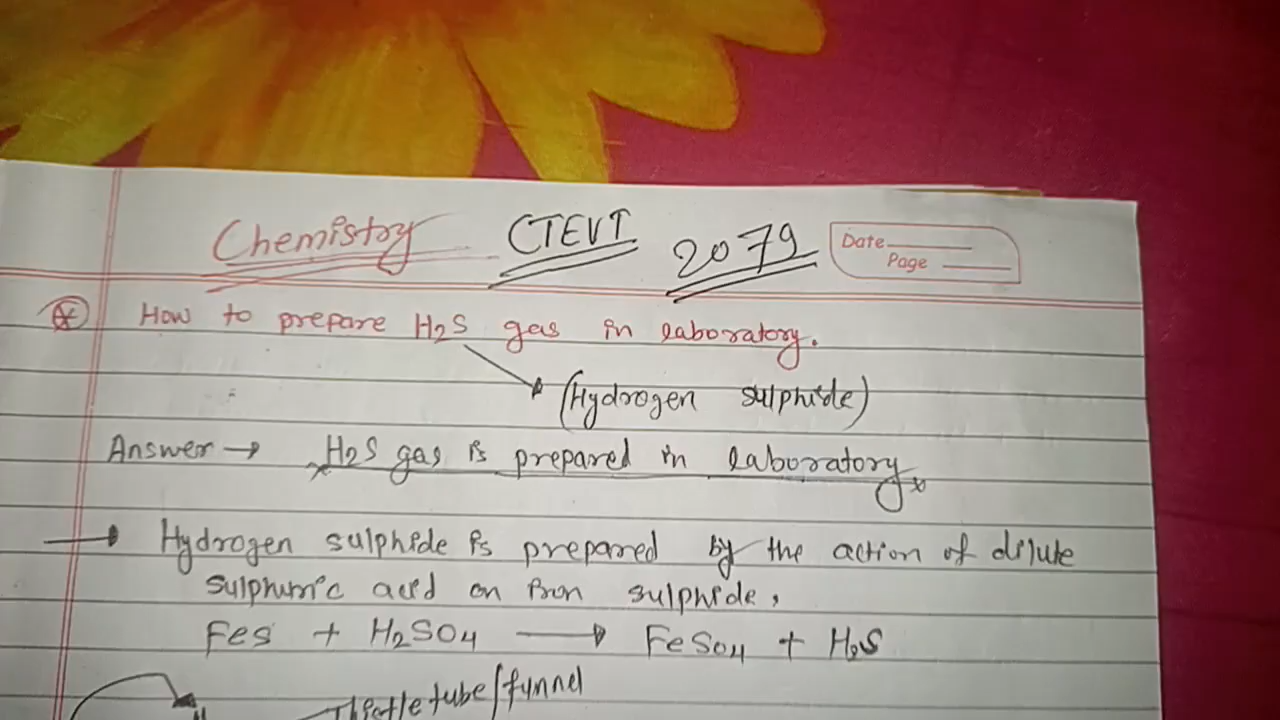 Chemistry CTEVT 2079
Date
Page
How to prepare H2S gas in laboratory.
(Hydrogen sulphide)
Answer → H2S gas is prepared in laboratory
→ Hydrogen sulphide is prepared by the action of dilute
sulphuric acid on Iron sulphide,
FeS + H2SO4 → FeSO4 + H2S
Thistle tube/funnel